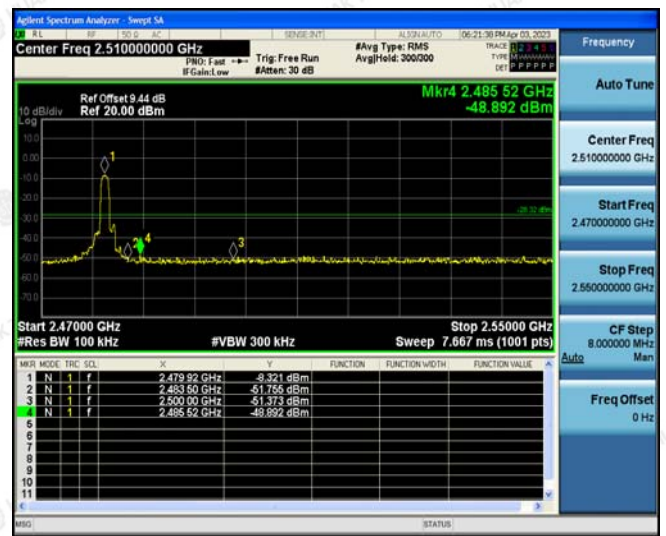 Agilent Spectrum Analyzer - Swept SA
RL RF 50 Ω AC SENSE:INT ALIGN AUTO 06:21:38 PM Apr 03, 2023
Center Freq 2.510000000 GHz
#Avg Type: RMS
Avg|Hold: 300/300
TRACE 1 2 3 4 5 6
TYPE
DET P P P P P P
PNO: Fast
IFGain:Low
Trig: Free Run
#Atten: 30 dB
Mkr4 2.485 52 GHz
-48.892 dBm
Ref Offset 9.44 dB
10 dB/div Ref 20.00 dBm
Log
10.0
0.00
-10.0
-20.0
-30.0
-40.0
-50.0
-60.0
-70.0
1
2
4
3
-28.32 dBm
Start 2.47000 GHz Stop 2.55000 GHz
#Res BW 100 kHz #VBW 300 kHz Sweep 7.667 ms (1001 pts)
MKR MODE TRC SCL X Y FUNCTION FUNCTION WIDTH FUNCTION VALUE
1 N 1 f 2.479 92 GHz -8.321 dBm
2 N 1 f 2.483 50 GHz -51.755 dBm
3 N 1 f 2.500 00 GHz -51.373 dBm
4 N 1 f 2.485 52 GHz -48.892 dBm
5
6
7
8
9
10
11
MSG STATUS
Frequency
Auto Tune
Center Freq
2.510000000 GHz
Start Freq
2.470000000 GHz
Stop Freq
2.550000000 GHz
CF Step
8.000000 MHz
Auto Man
Freq Offset
0 Hz